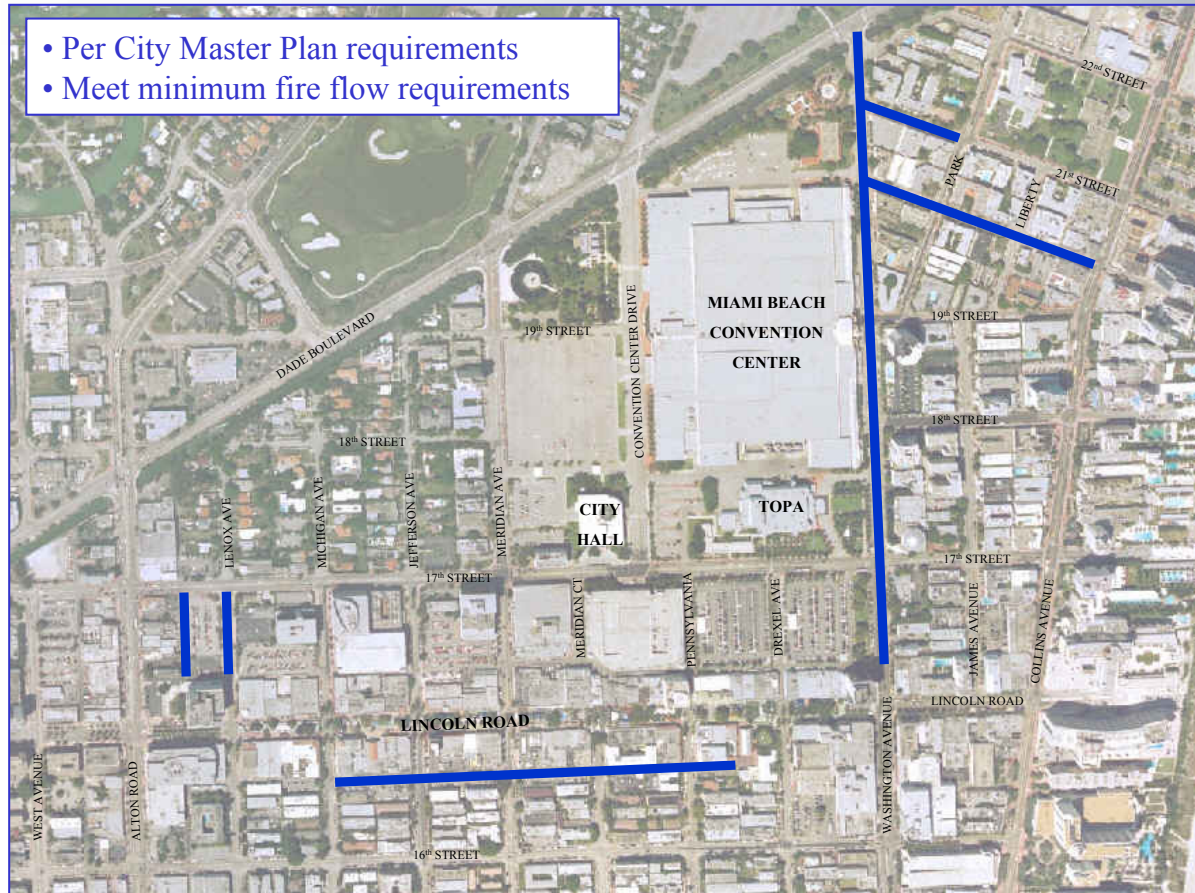 • Per City Master Plan requirements
• Meet minimum fire flow requirements
22nd STREET
PARK
LIBERTY
21st STREET
MIAMI BEACH
CONVENTION
CENTER
CONVENTION CENTER DRIVE
19th STREET
19th STREET
DADE BOULEVARD
18th STREET
18th STREET
LENOX AVE
MICHIGAN AVE
JEFFERSON AVE
MERIDIAN AVE
CITY
HALL
TOPA
17th STREET
17th STREET
MERIDIAN CT
PENNSYLVANIA
DREXEL AVE
JAMES AVENUE
COLLINS AVENUE
LINCOLN ROAD
LINCOLN ROAD
WEST AVENUE
ALTON ROAD
WASHINGTON AVENUE
16th STREET